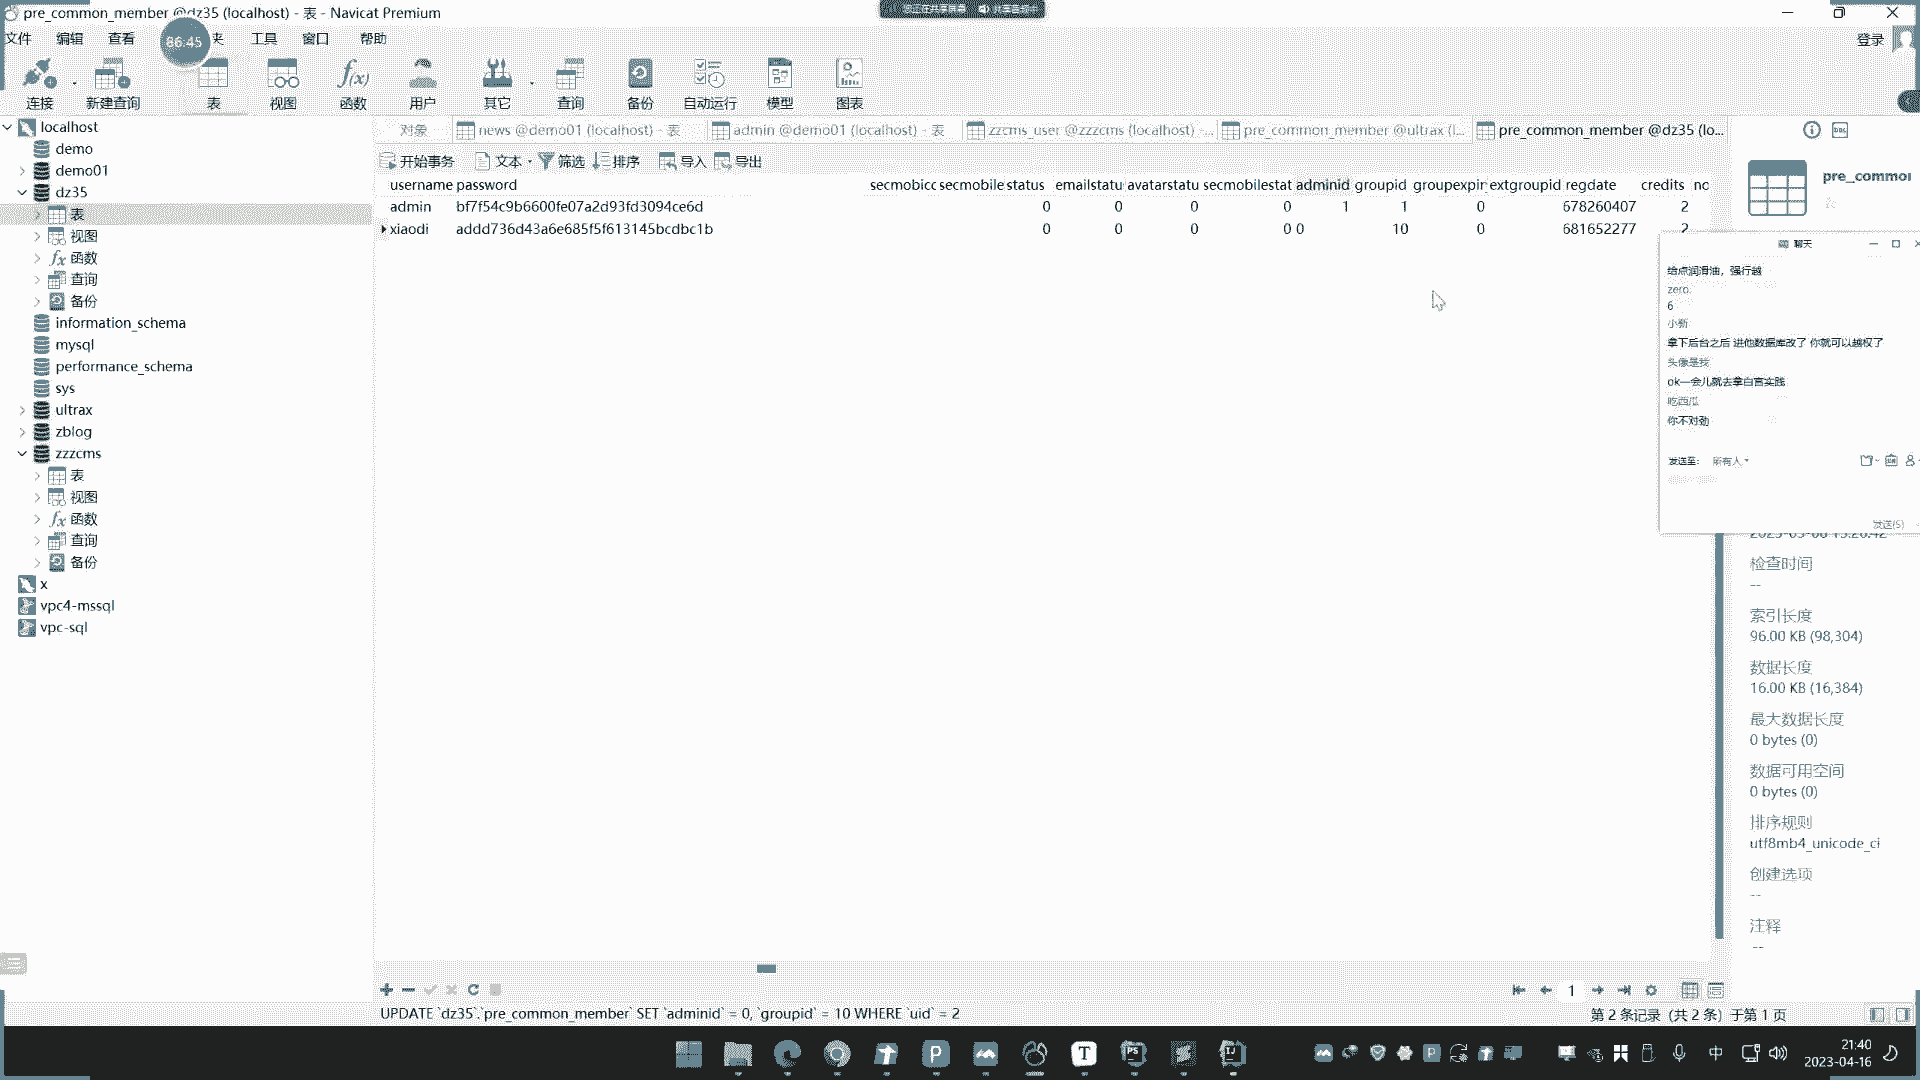 pre_common_member @dz35 (localhost) - 表 - Navicat Premium
文件 编辑 查看 夹 工具 窗口 帮助
86:45
登录
连接 新建查询 表 视图 函数 用户 其它 查询 备份 自动运行 模型 图表
对象 news @demo01 (localhost) - 表 admin @demo01 (localhost) - 表 zzcms_user @zzzcms (localhost) -... pre_common_member @ultrax (l... pre_common_member @dz35 (lo...
开始事务 文本 筛选 排序 导入 导出
username password secmobicc secmobile status emailstatu avatarstatu secmobilestat adminid groupid groupexpir extgroupid regdate credits no
admin bf7f54c9b6600fe07a2d93fd3094ce6d 0 0 0 0 1 1 0 678260407 2
xiaodi addd736d43a6e685f5f613145bcdbc1b 0 0 0 0 0 10 0 681652277 2
localhost
demo
demo01
dz35
表
视图
函数
查询
备份
information_schema
mysql
performance_schema
sys
ultrax
zblog
zzzcms
表
视图
函数
查询
备份
x
vpc4-mssql
vpc-sql
pre_commor
聊天
给点润滑油，强行越
zero.
6
小新
拿下后台之后 进他数据库改了 你就可以越权了
头像是我
ok一会儿就去拿白宫实践
吃西瓜
你不对劲
发送至: 所有人
发送(S)
检查时间
--
索引长度
96.00 KB (98,304)
数据长度
16.00 KB (16,384)
最大数据长度
0 bytes (0)
数据可用空间
0 bytes (0)
排序规则
utf8mb4_unicode_ci
创建选项
--
注释
--
1
UPDATE `dz35`.`pre_common_member` SET `adminid` = 0, `groupid` = 10 WHERE `uid` = 2
第 2 条记录 (共 2 条) 于第 1 页
中
21:40
2023-04-16